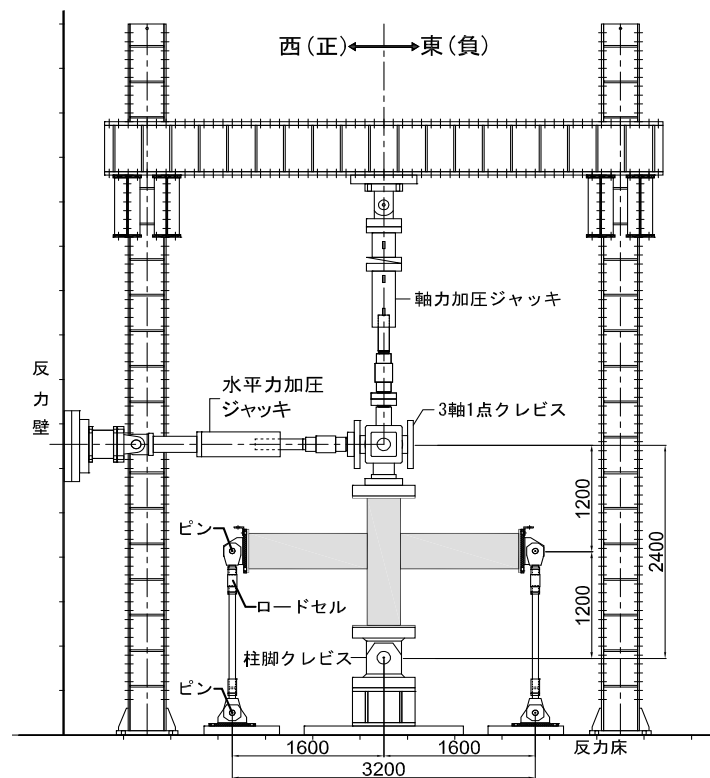 西(正)
東(負)
軸力加圧ジャッキ
反力壁
水平力加圧
ジャッキ
3軸1点クレビス
ピン
1200
2400
ロードセル
1200
柱脚クレビス
ピン
1600
1600
反力床
3200